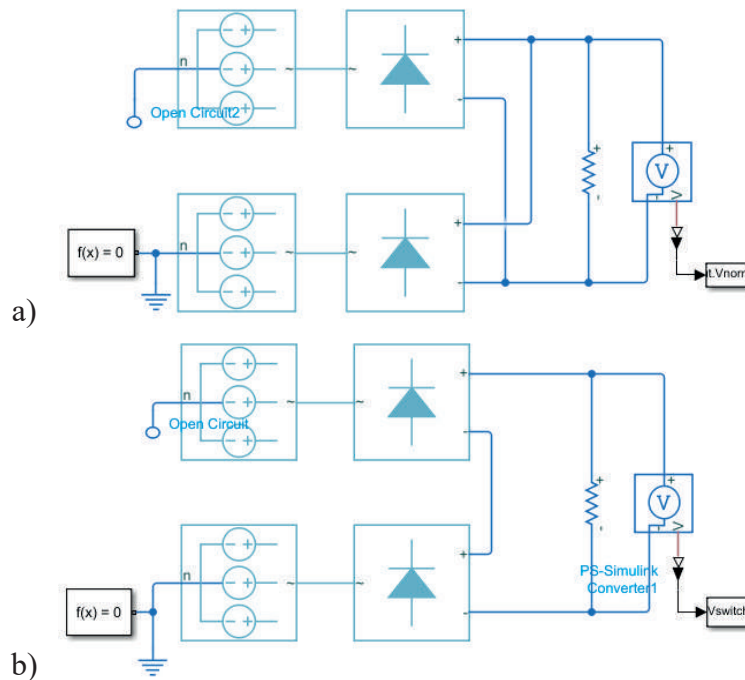 n
~ ~
+
-
Open Circuit2
+
-
+
V
-
V
f(x) = 0
n
~ ~
+
-
t.Vnorm
a)
n
~ ~
+
-
Open Circuit
+
-
+
V
-
V
PS-Simulink
Converter1
f(x) = 0
n
~ ~
+
-
Vswitch
b)